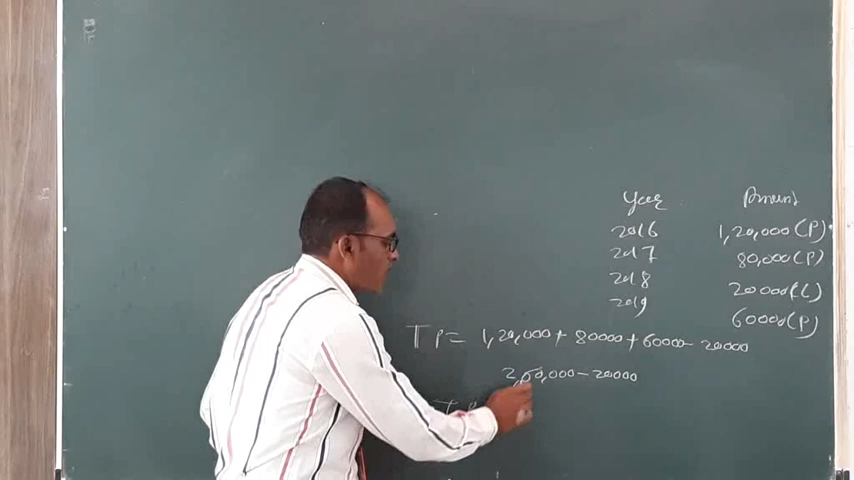 Year Amount
2016 1,20,000 (P)
2017 80,000 (P)
2018 20000 (L)
2019 60000 (P)
TP = 1,20,000 + 80000 + 60000 - 20000
2,60,000 - 20000